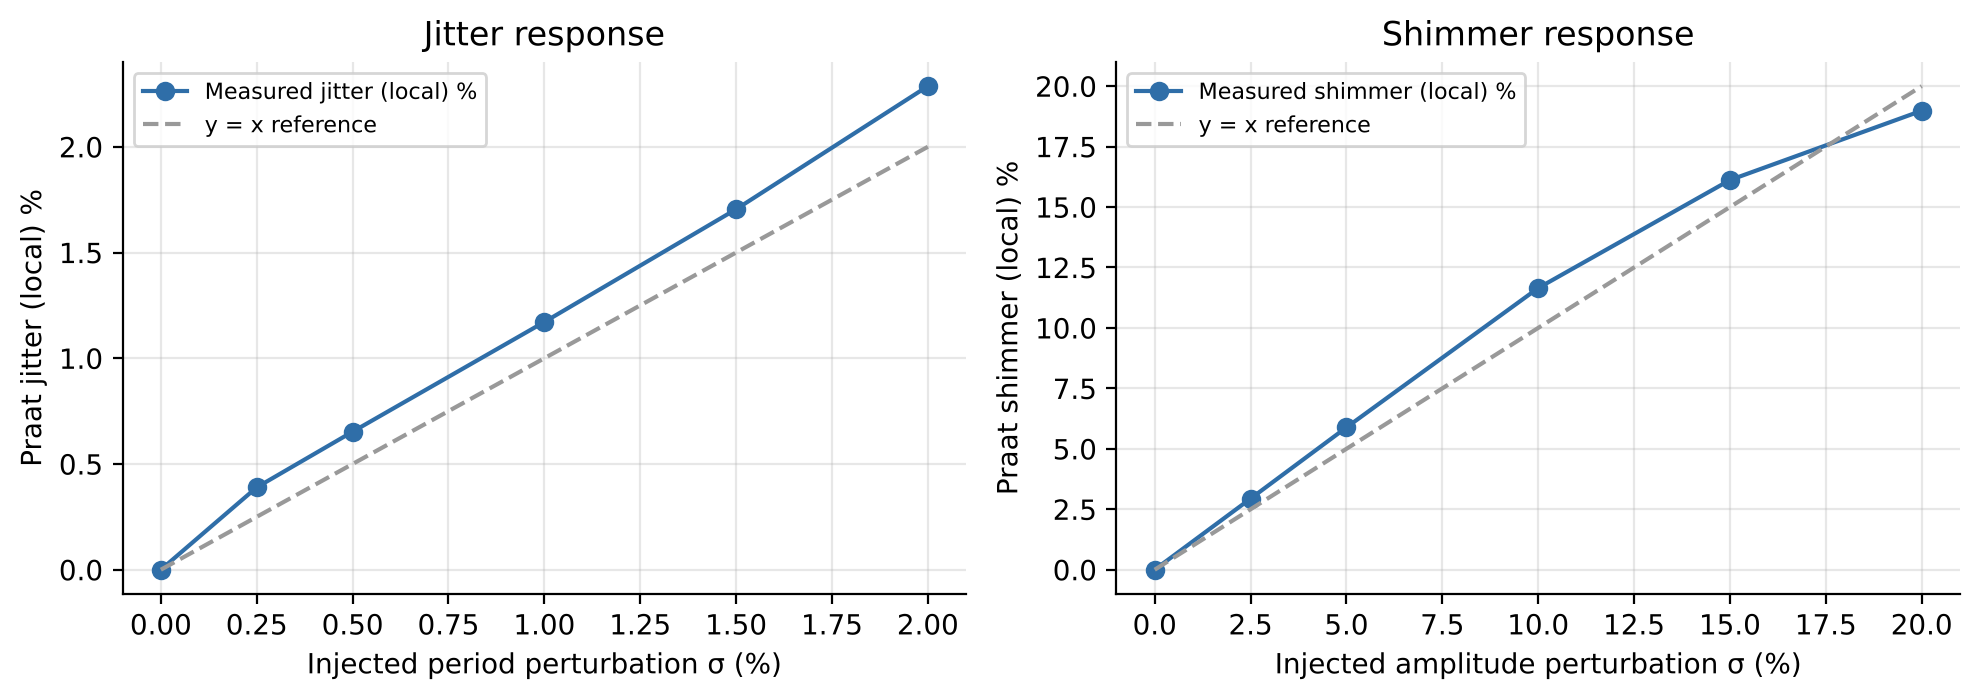 Jitter response
Measured jitter (local) %
y = x reference
Praat jitter (local) %
2.0
1.5
1.0
0.5
0.0
0.00 0.25 0.50 0.75 1.00 1.25 1.50 1.75 2.00
Injected period perturbation σ (%)
Shimmer response
Measured shimmer (local) %
y = x reference
Praat shimmer (local) %
20.0
17.5
15.0
12.5
10.0
7.5
5.0
2.5
0.0
0.0 2.5 5.0 7.5 10.0 12.5 15.0 17.5 20.0
Injected amplitude perturbation σ (%)